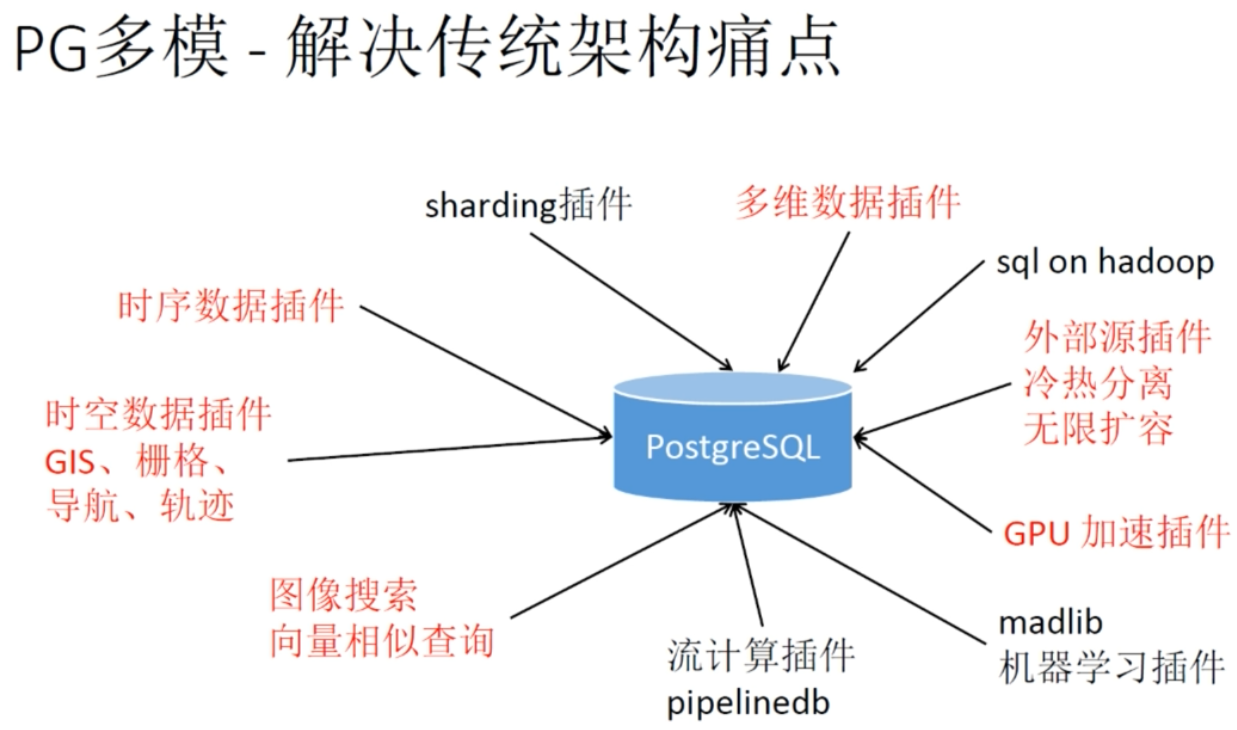 PG多模 - 解决传统架构痛点
sharding插件
多维数据插件
sql on hadoop
时序数据插件
外部源插件
冷热分离
无限扩容
时空数据插件
GIS、栅格、
导航、轨迹
PostgreSQL
GPU 加速插件
图像搜索
向量相似查询
流计算插件
pipelinedb
madlib
机器学习插件